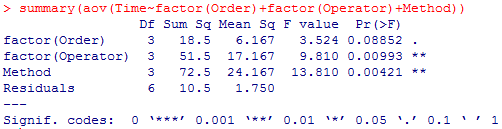 > summary(aov(Time~factor(Order)+factor(Operator)+Method))
Df Sum Sq Mean Sq F value Pr(>F)
factor(Order) 3 18.5 6.167 3.524 0.08852 .
factor(Operator) 3 51.5 17.167 9.810 0.00993 **
Method 3 72.5 24.167 13.810 0.00421 **
Residuals 6 10.5 1.750
---
Signif. codes: 0 ‘***’ 0.001 ‘**’ 0.01 ‘*’ 0.05 ‘.’ 0.1 ‘ ’ 1